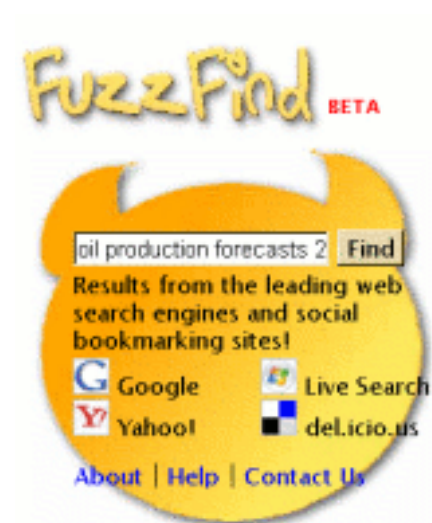 FuzzFind BETA
oil production forecasts 2 Find
Results from the leading web
search engines and social
bookmarking sites!
G Google Live Search
Y! Yahoo! del.icio.us
About | Help | Contact Us